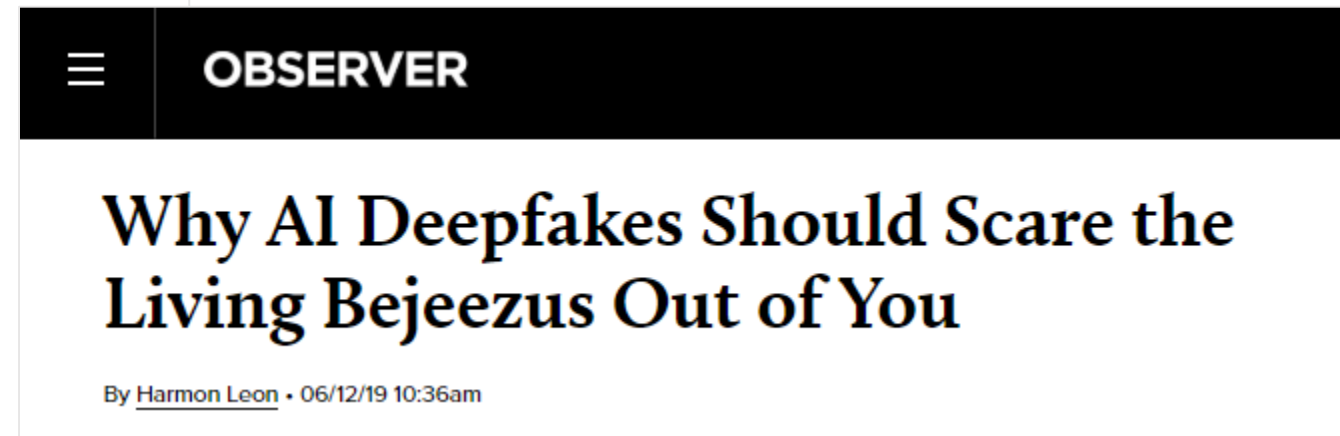 OBSERVER
Why AI Deepfakes Should Scare the
Living Bejeezus Out of You
By Harmon Leon • 06/12/19 10:36am